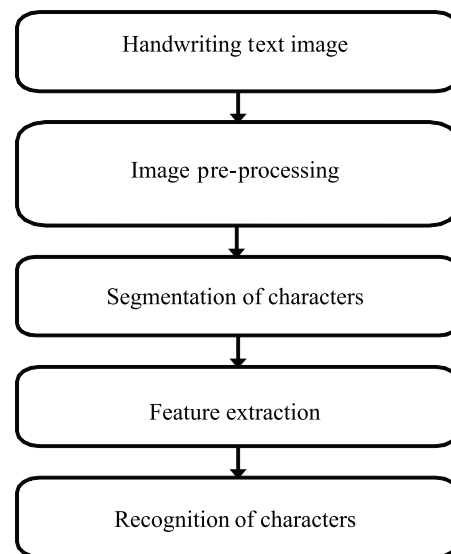 Handwriting text image
Image pre-processing
Segmentation of characters
Feature extraction
Recognition of characters